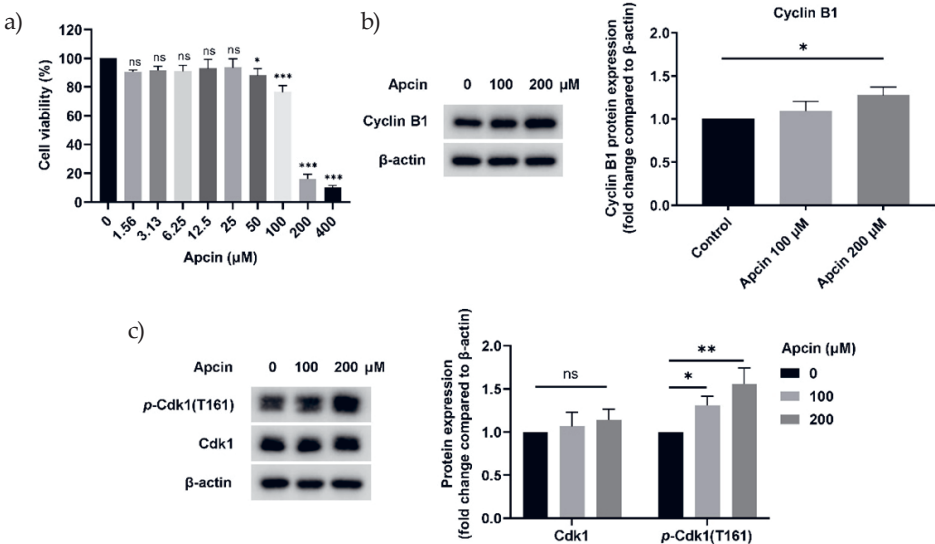 a)
120
100
80
60
40
20
0
Cell viability (%)
ns
ns
ns
ns
ns
*
***
***
***
0
1.56
3.13
6.25
12.5
25
50
100
200
400
Apcin (μM)
b)
Apcin 0 100 200 μM
Cyclin B1
β-actin
Cyclin B1
2.0
1.5
1.0
0.5
0.0
Cyclin B1 protein expression
(fold change compared to β-actin)
*
Control
Apcin 100 μM
Apcin 200 μM
c)
Apcin 0 100 200 μM
p-Cdk1(T161)
Cdk1
β-actin
2.0
1.5
1.0
0.5
0.0
Protein expression
(fold change compared to β-actin)
ns
**
*
Cdk1
p-Cdk1(T161)
Apcin (μM)
0
100
200